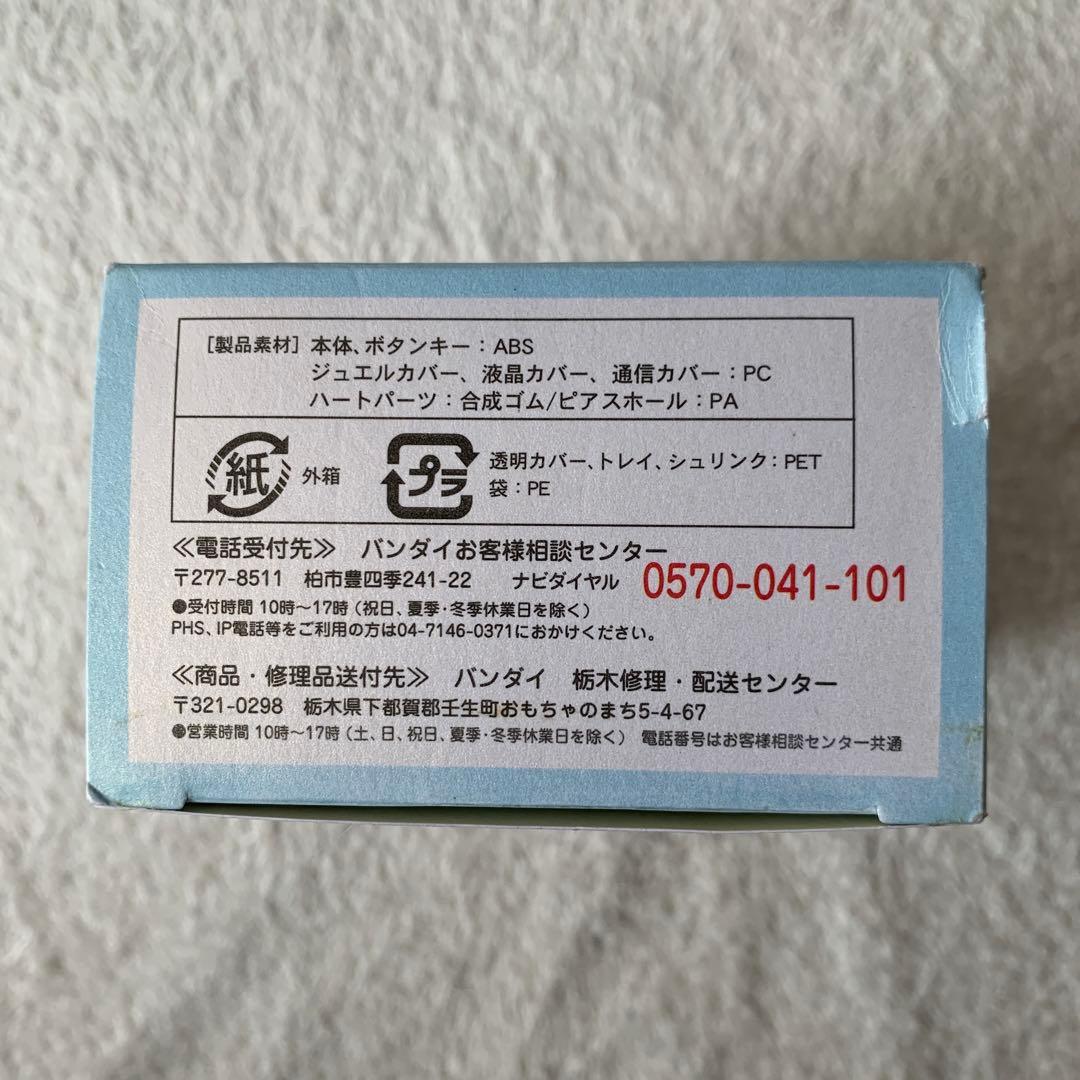 ［製品素材］本体、ボタンキー：ABS
ジュエルカバー、液晶カバー、通信カバー：PC
ハートパーツ：合成ゴム/ピアスホール：PA
紙 外箱
プラ 透明カバー、トレイ、シュリンク：PET
袋：PE
≪電話受付先≫ バンダイお客様相談センター
〒277-8511 柏市豊四季241-22 ナビダイヤル 0570-041-101
●受付時間 10時～17時（祝日、夏季・冬季休業日を除く）
PHS、IP電話等をご利用の方は04-7146-0371におかけください。
≪商品・修理品送付先≫ バンダイ 栃木修理・配送センター
〒321-0298 栃木県下都賀郡壬生町おもちゃのまち5-4-67
●営業時間 10時～17時（土、日、祝日、夏季・冬季休業日を除く） 電話番号はお客様相談センター共通